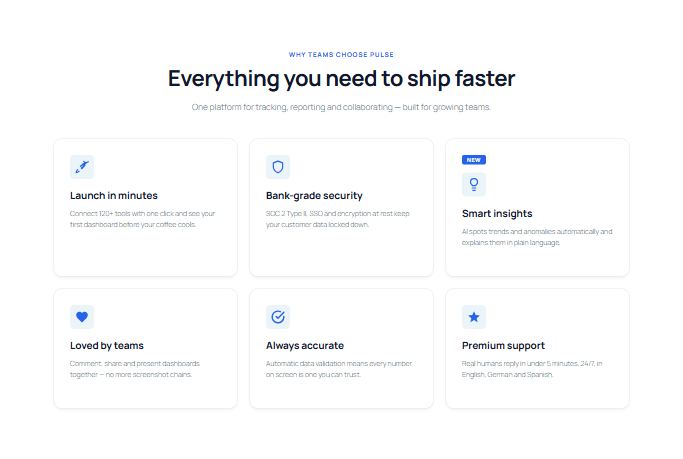 WHY TEAMS CHOOSE PULSE
Everything you need to ship faster
One platform for tracking, reporting and collaborating — built for growing teams.
Launch in minutes
Connect 120+ tools with one click and see your
first dashboard before your coffee cools.
Bank-grade security
SOC 2 Type II, SSO and encryption at rest keep
your customer data locked down.
NEW
Smart insights
AI spots trends and anomalies automatically and
explains them in plain language.
Loved by teams
Comment, share and present dashboards
together — no more screenshot chains.
Always accurate
Automatic data validation means every number
on screen is one you can trust.
Premium support
Real humans reply in under 5 minutes, 24/7, in
English, German and Spanish.